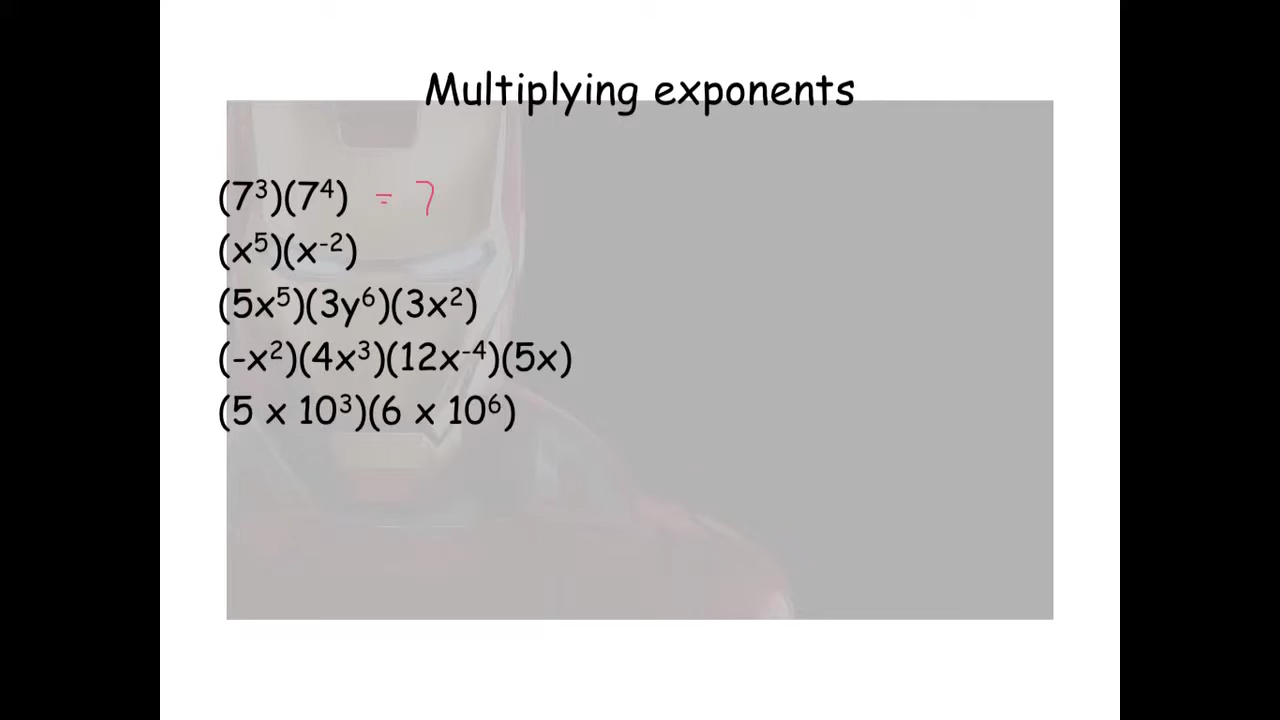 Multiplying exponents
(7³)(7⁴) = 7
(x⁵)(x⁻²)
(5x⁵)(3y⁶)(3x²)
(-x²)(4x³)(12x⁻⁴)(5x)
(5 x 10³)(6 x 10⁶)